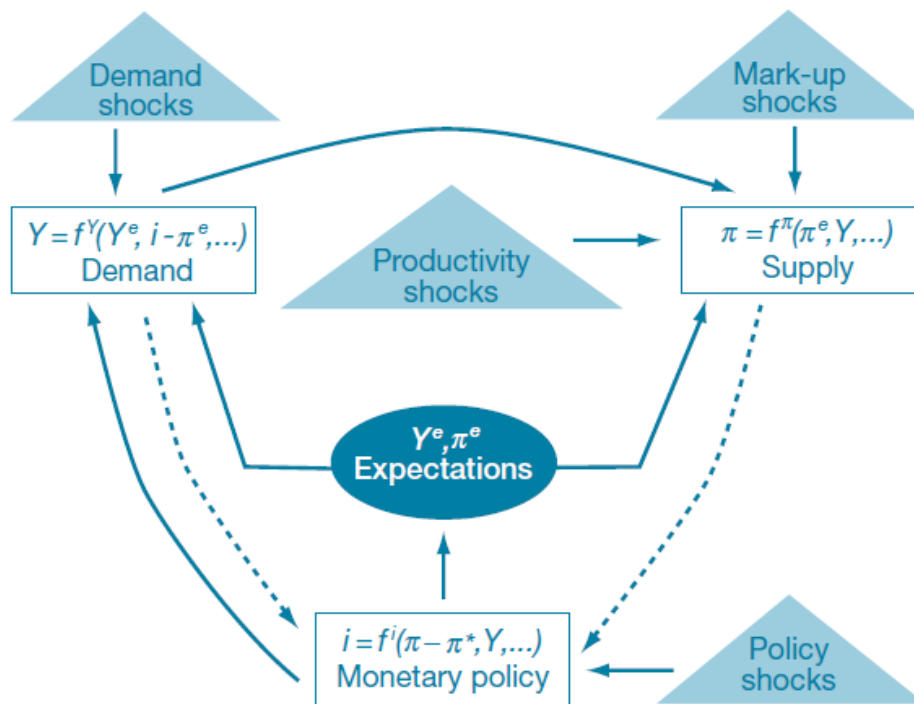 Demand
shocks
Mark-up
shocks
Y = f^Y(Y^e, i - π^e,...)
Demand
Productivity
shocks
π = f^π(π^e, Y,...)
Supply
Y^e, π^e
Expectations
i = f^i(π - π*, Y,...)
Monetary policy
Policy
shocks